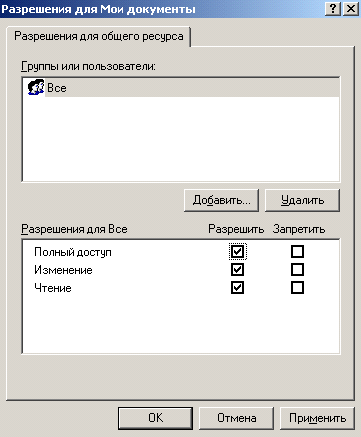 Разрешения для Мои документы
Разрешения для общего ресурса
Группы или пользователи:
Все
Добавить... Удалить
Разрешения для Все Разрешить Запретить
Полный доступ
Изменение
Чтение
OK Отмена Применить